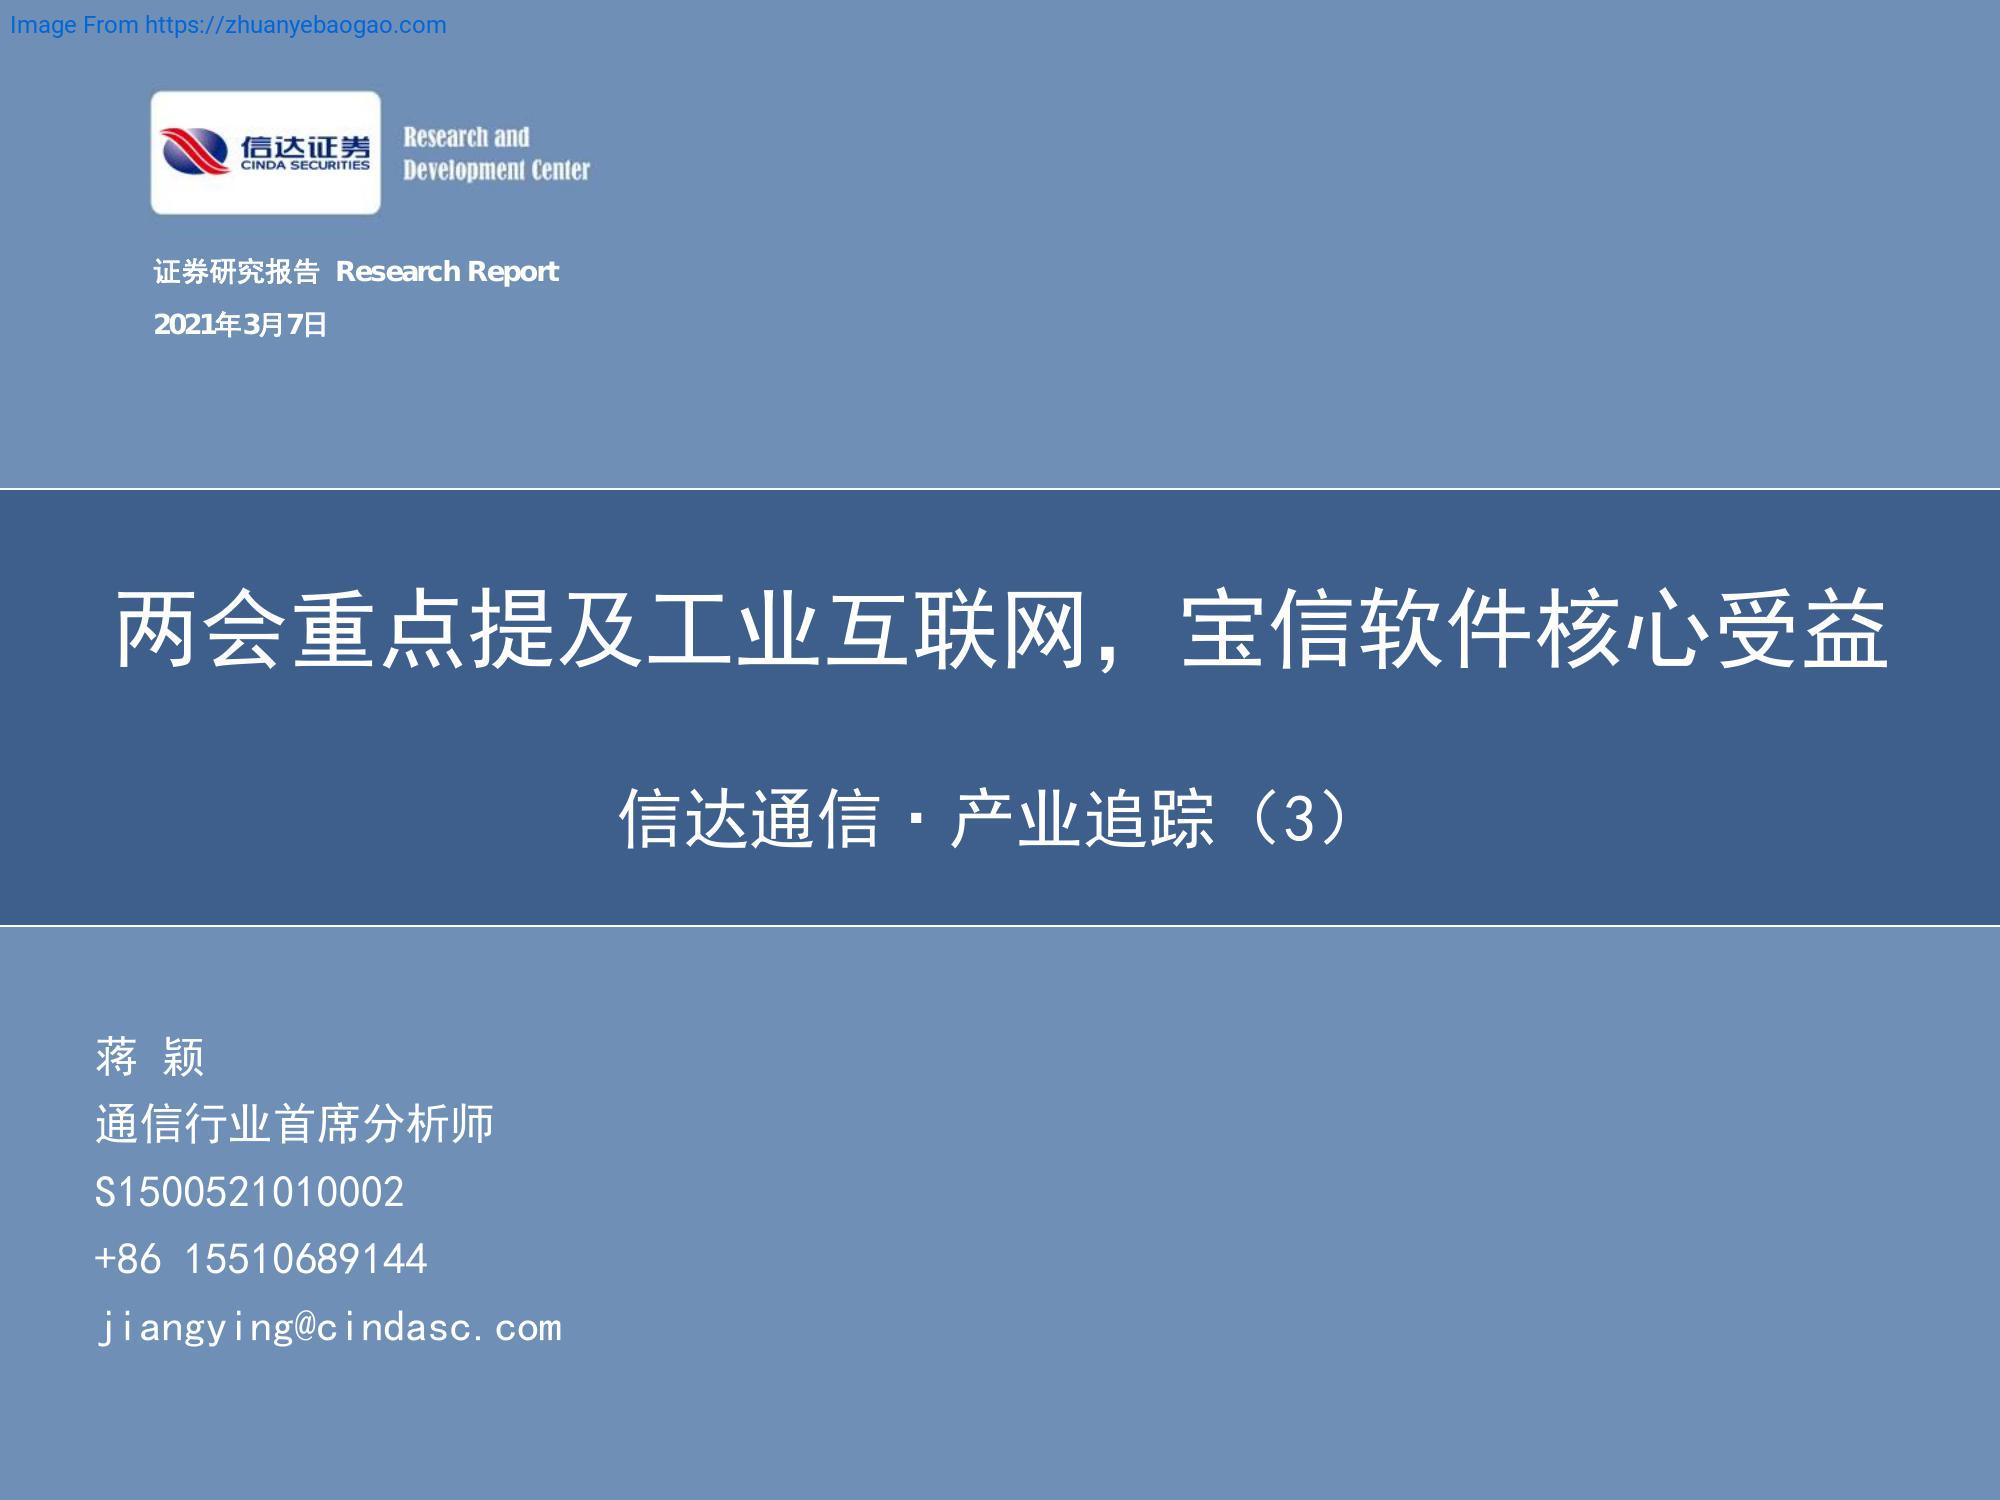 Image From https://zhuanyebaogao.com
信达证券
CINDA SECURITIES
Research and
Development Center
证券研究报告 Research Report
2021年3月7日
两会重点提及工业互联网，宝信软件核心受益
信达通信·产业追踪（3）
蒋 颖
通信行业首席分析师
S1500521010002
+86 15510689144
jiangying@cindasc.com